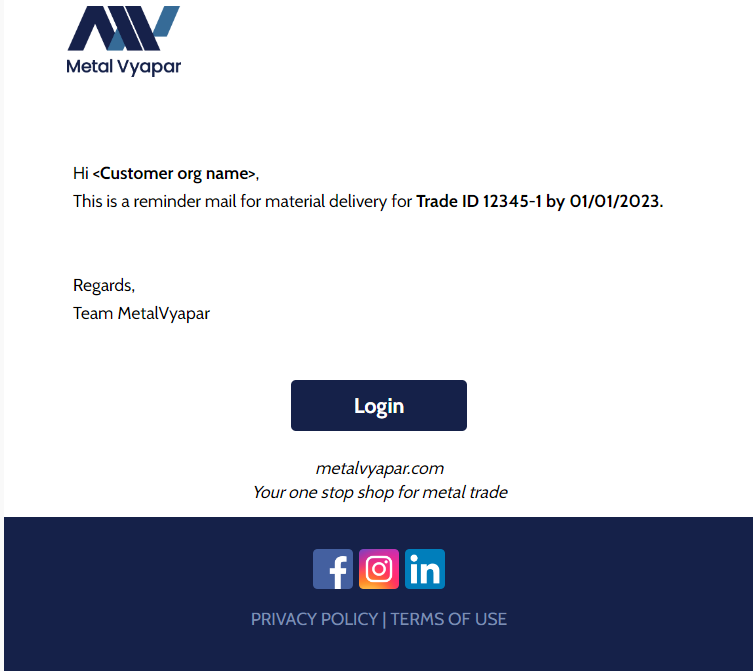 Metal Vyapar
Hi <Customer org name>,
This is a reminder mail for material delivery for Trade ID 12345-1 by 01/01/2023.
Regards,
Team MetalVyapar
Login
metalvyapar.com
Your one stop shop for metal trade
PRIVACY POLICY | TERMS OF USE